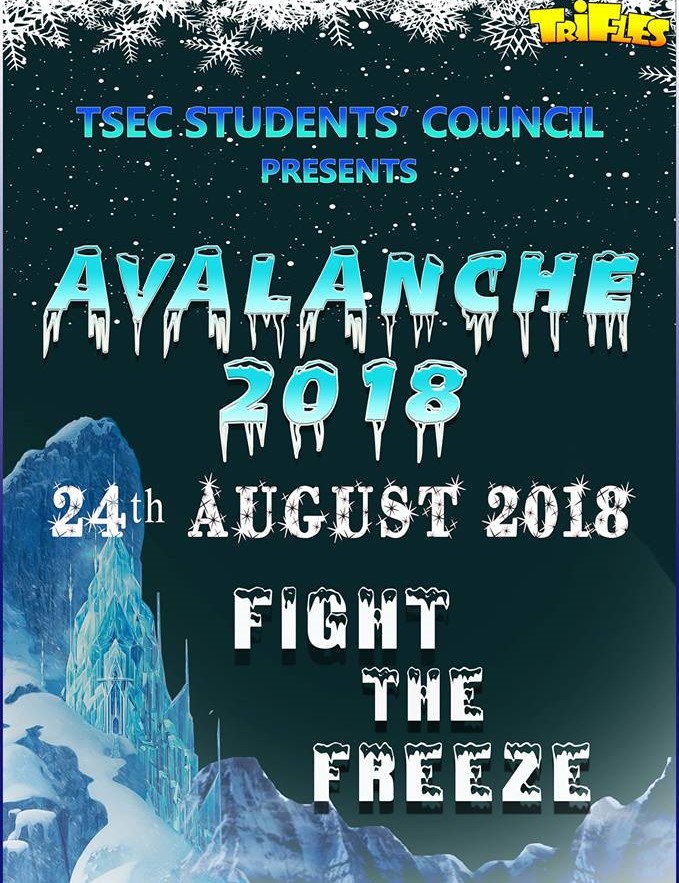 TRiFLES
TSEC STUDENTS' COUNCIL
PRESENTS
AVALANCHE
2018
24th AUGUST 2018
FIGHT
THE
FREEZE